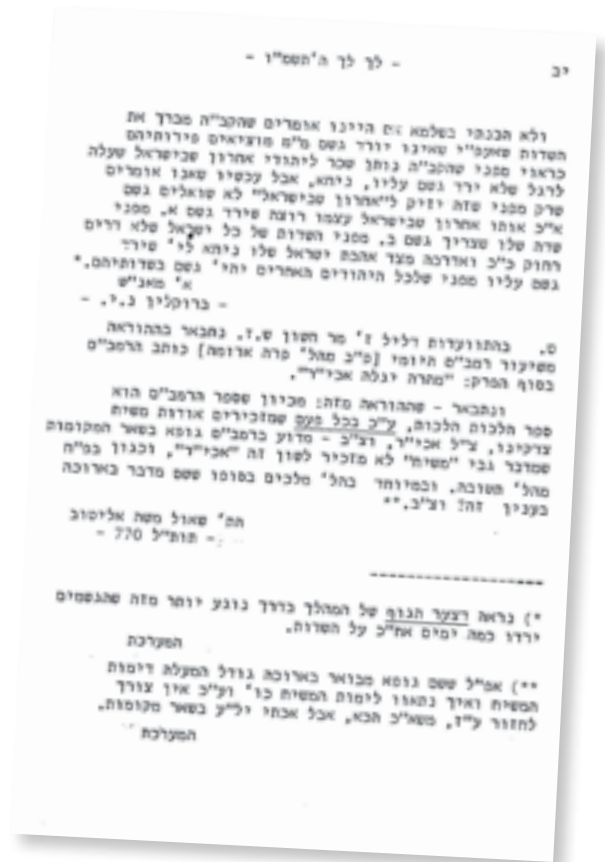 יב
- לך לך ה'תשמ"ו -
ולא הבנתי בשלמא אם היינו אומרים שהקב"ה מברך את
השדות שאעפ"י שאינו יורד גשם מ"מ מוציאים פירותיהם
כראוי מפני שהקב"ה נותן שכר ליהודי אחרון שבישראל שעלה
לרגל שלא ירד גשם עליו, ניחא, אבל עכשיו שאנו אומרים
שרק מפני שזה יזיק ל"אחרון שבישראל" לא שואלים גשם
א"כ אותו אחרון שבישראל עצמו רוצה שירד גשם א. מפני
שדה שלו שצריך גשם ב. מפני השדות של כל ישראל שלא דרים
רחוק כ"כ ואדרבה מצד אהבת ישראל שלו ניחא לי' שירד
גשם עליו מפני שלכל היהודים האחרים יהי' גשם בשדותיהם.*
א' מאנ"ש
- ברוקלין נ.י. -
ט. בהתוועדות דליל ז' מר חשון ש.ז. נתבאר בההוראה
משיעור רמב"ם היומי [פ"ב מהל' פרה אדומה] כותב הרמב"ם
בסוף הפרק: "מהרה יגלה אכי"ר".
ונתבאר - שההוראה מזה: מכיון שספר הרמב"ם הוא
ספר הלכות הלכות, ע"כ בכל פעם שמזכירים אודות משיח
צדקינו, צ"ל אכי"ר, וצ"ב - מדוע ברמב"ם גופא בשאר המקומות
שמדבר גבי "משיח" לא מזכיר לשון זה "אכי"ר", וכגון בפ"ח
מהל' תשובה, ובמיוחד בהל' מלכים בסופו ששם מדבר בארוכה
בענין זה? וצ"ב.**
הת' שאול משה אליטוב
- תות"ל 770 -
*) נראה דצער הגוף של המהלך בדרך נוגע יותר מזה שהגשמים
ירדו כמה ימים אח"כ על השדות.
המערכת
**) אפ"ל ששם גופא מבואר בארוכה גודל המעלה דימות
המשיח ואיך נתאוו לימות המשיח כו' וע"כ אין צורך
לחזור ע"ז, משא"כ הכא, אבל אכתי יל"ע בשאר מקומות.
המערכת